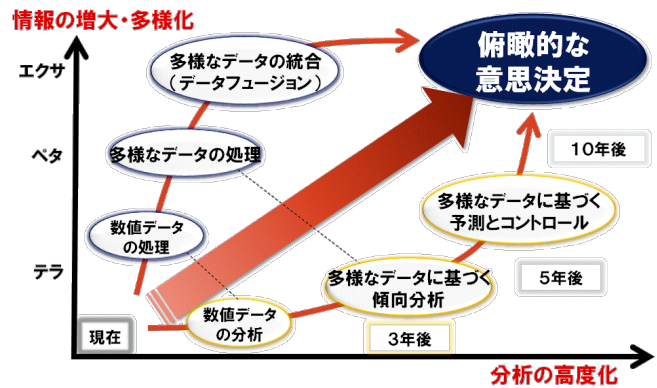 情報の増大・多様化
エクサ
ペタ
テラ
多様なデータの統合
(データフュージョン)
俯瞰的な
意思決定
多様なデータの処理
10年後
数値データ
の処理
多様なデータに基づく
予測とコントロール
5年後
多様なデータに基づく
傾向分析
数値データ
の分析
3年後
現在
分析の高度化